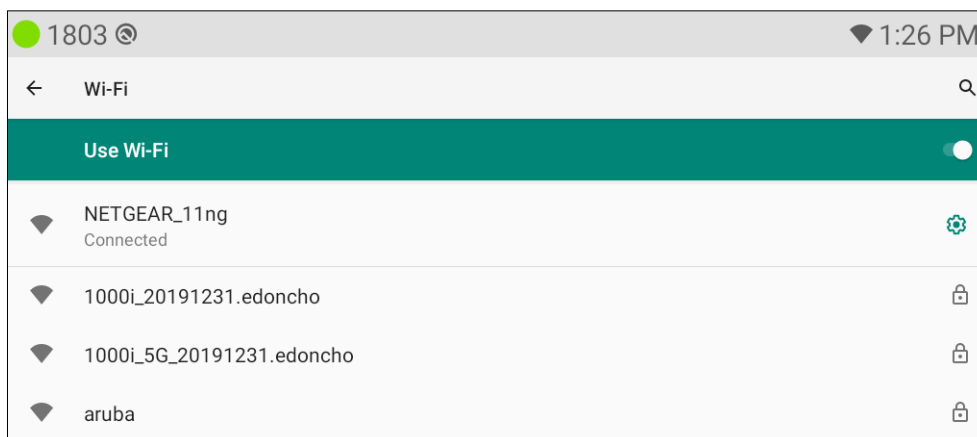 1803 1:26 PM
Wi-Fi
Use Wi-Fi
NETGEAR_11ng
Connected
1000i_20191231.edoncho
1000i_5G_20191231.edoncho
aruba